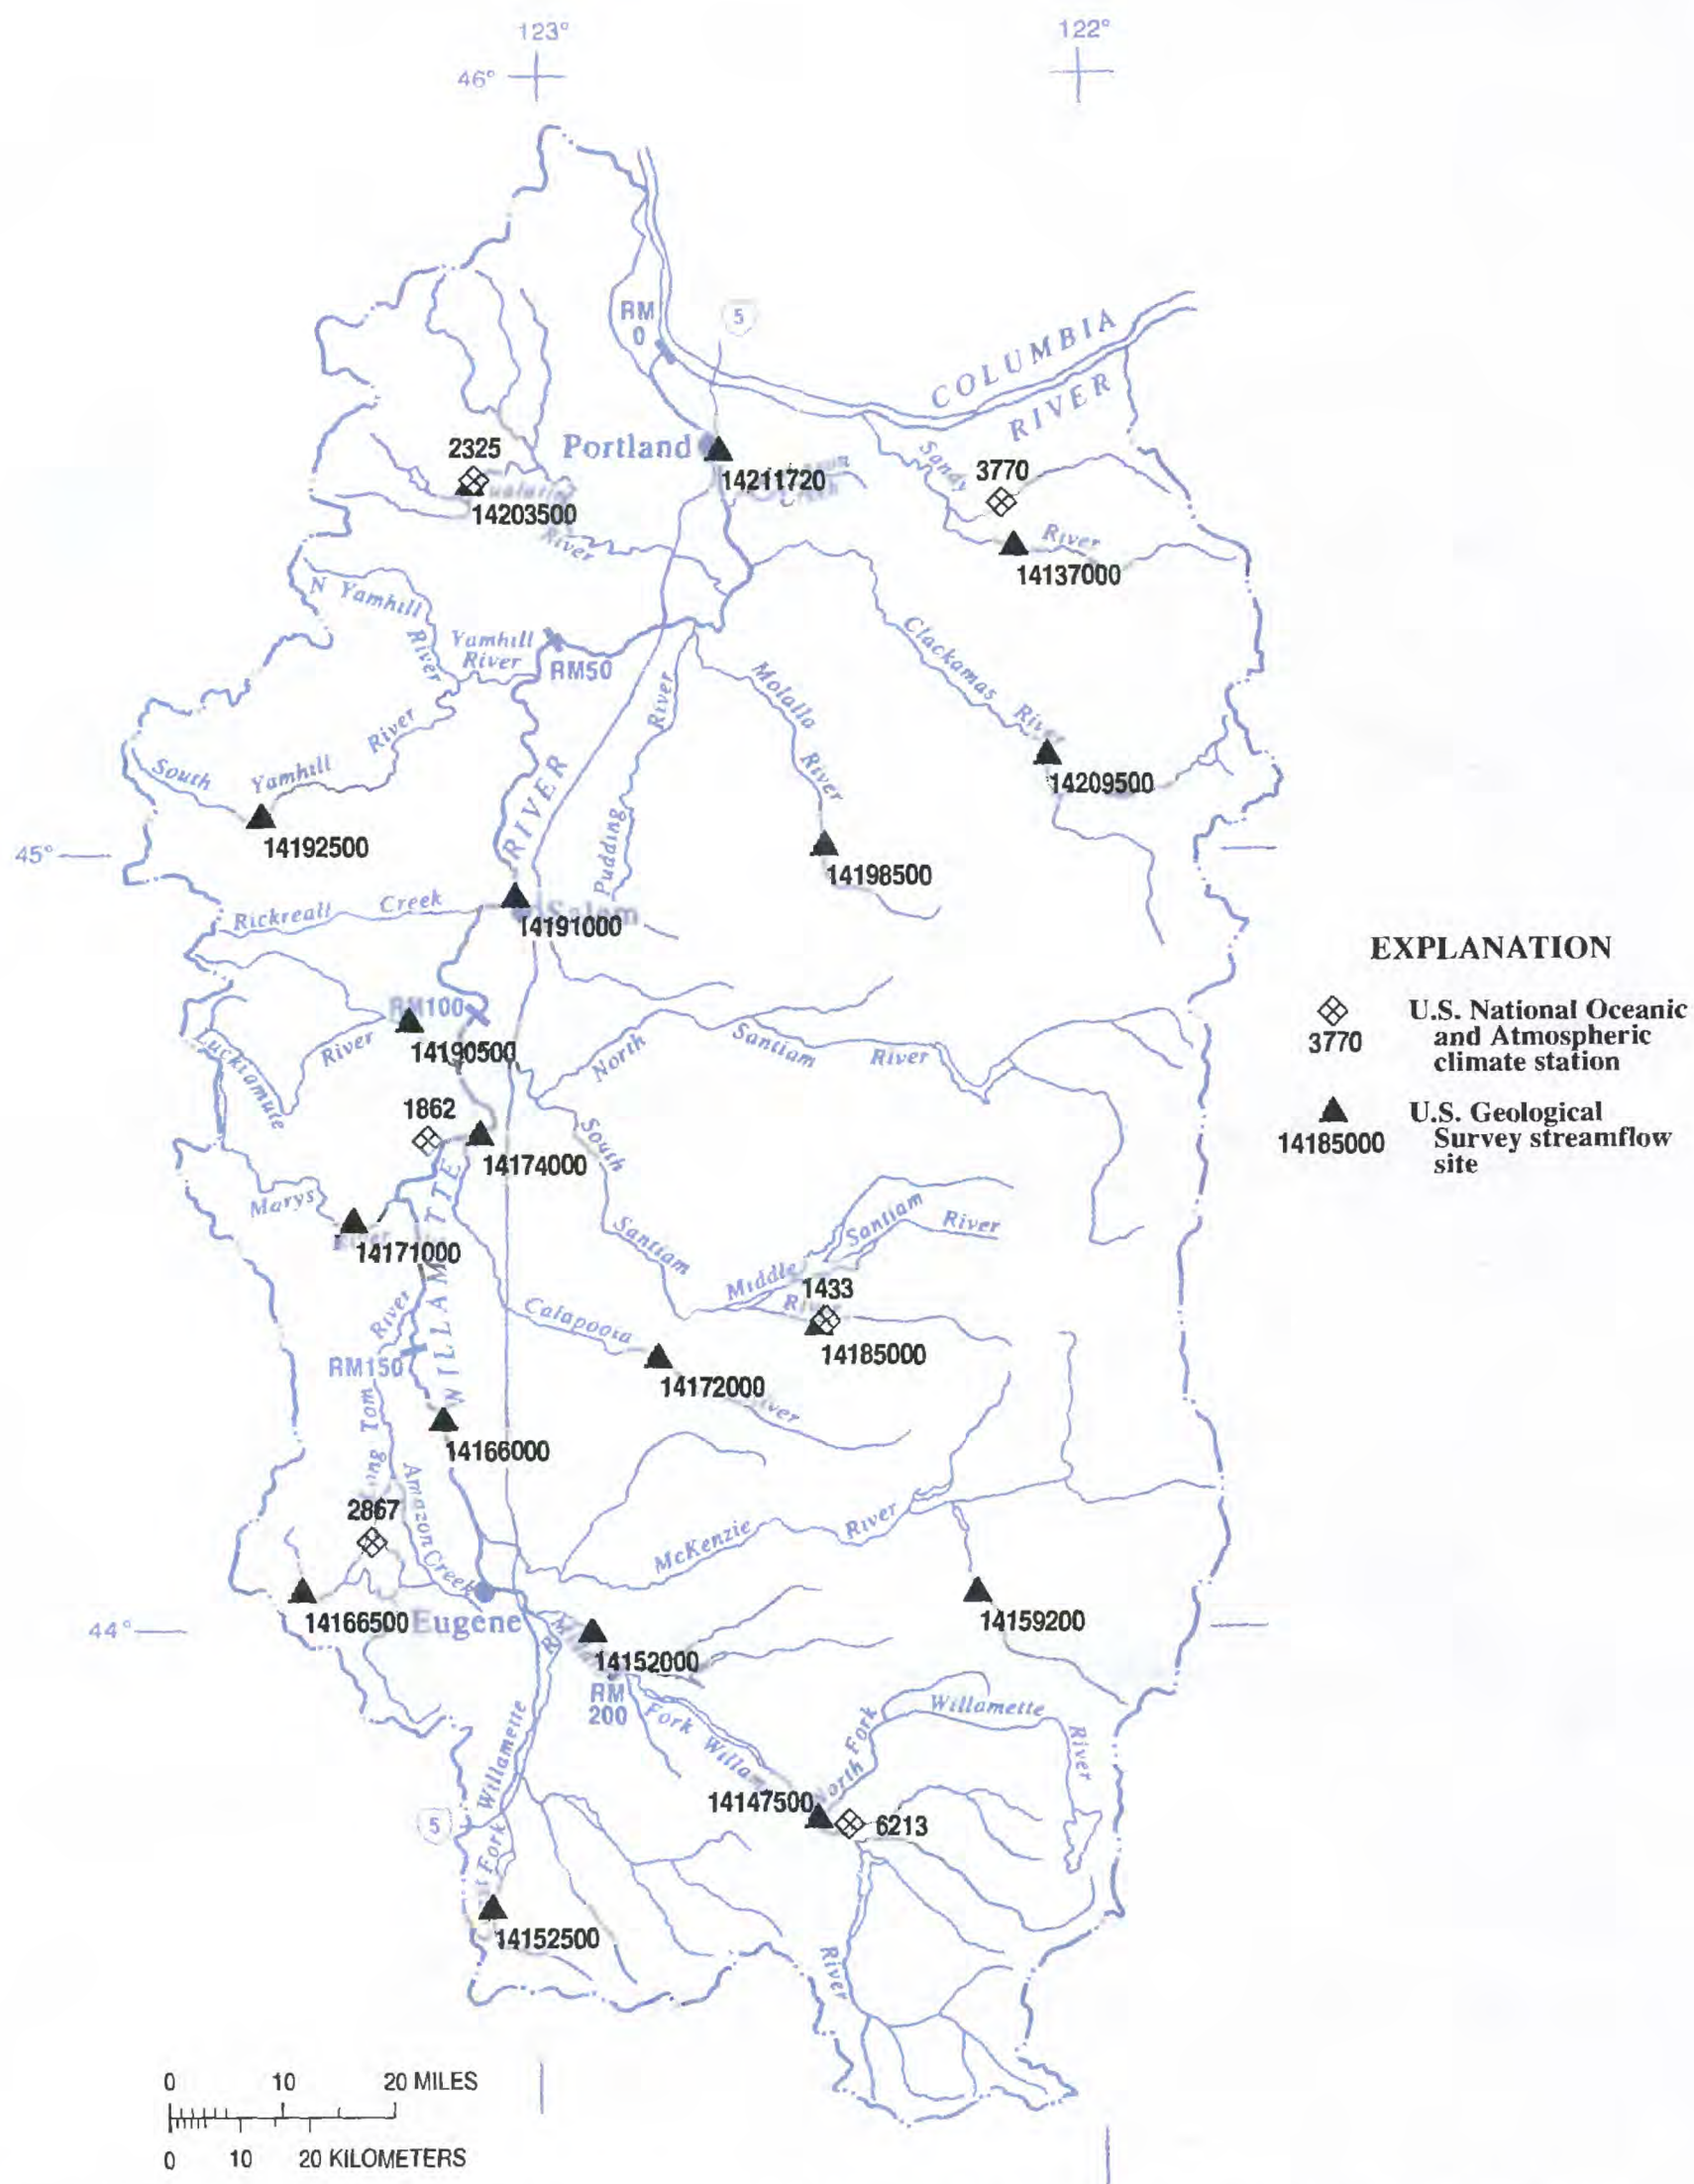 123°
122°
46°
RM
0
5
COLUMBIA
RIVER
2325
Portland
Sandy
3770
14211720
14203500
River
River
14137000
N Yamhill
River
Yamhill
River
RM50
Clackamas River
Molalla
River
River
South Yamhill River
14209500
RIVER
Pudding
14192500
45°
14198500
Rickreall Creek
Salem
14191000
EXPLANATION
3770
U.S. National Oceanic
and Atmospheric
climate station
14185000
U.S. Geological
Survey streamflow
site
RM100
Luckiamute
River
14190500
North Santiam River
1862
South
14174000
Marys
River
14171000
WILLAMETTE
Santiam
Middle Santiam River
1433
River
14185000
River
Calapooia
RM150
14172000
River
Tom
14166000
Amazon Creek
2867
McKenzie River
14166500
Eugene
44°
14159200
14152000
RM
200
Fork
North Fork
Willamette
River
Willamette
14147500
6213
5
Fork
14152500
River
0 10 20 MILES
0 10 20 KILOMETERS